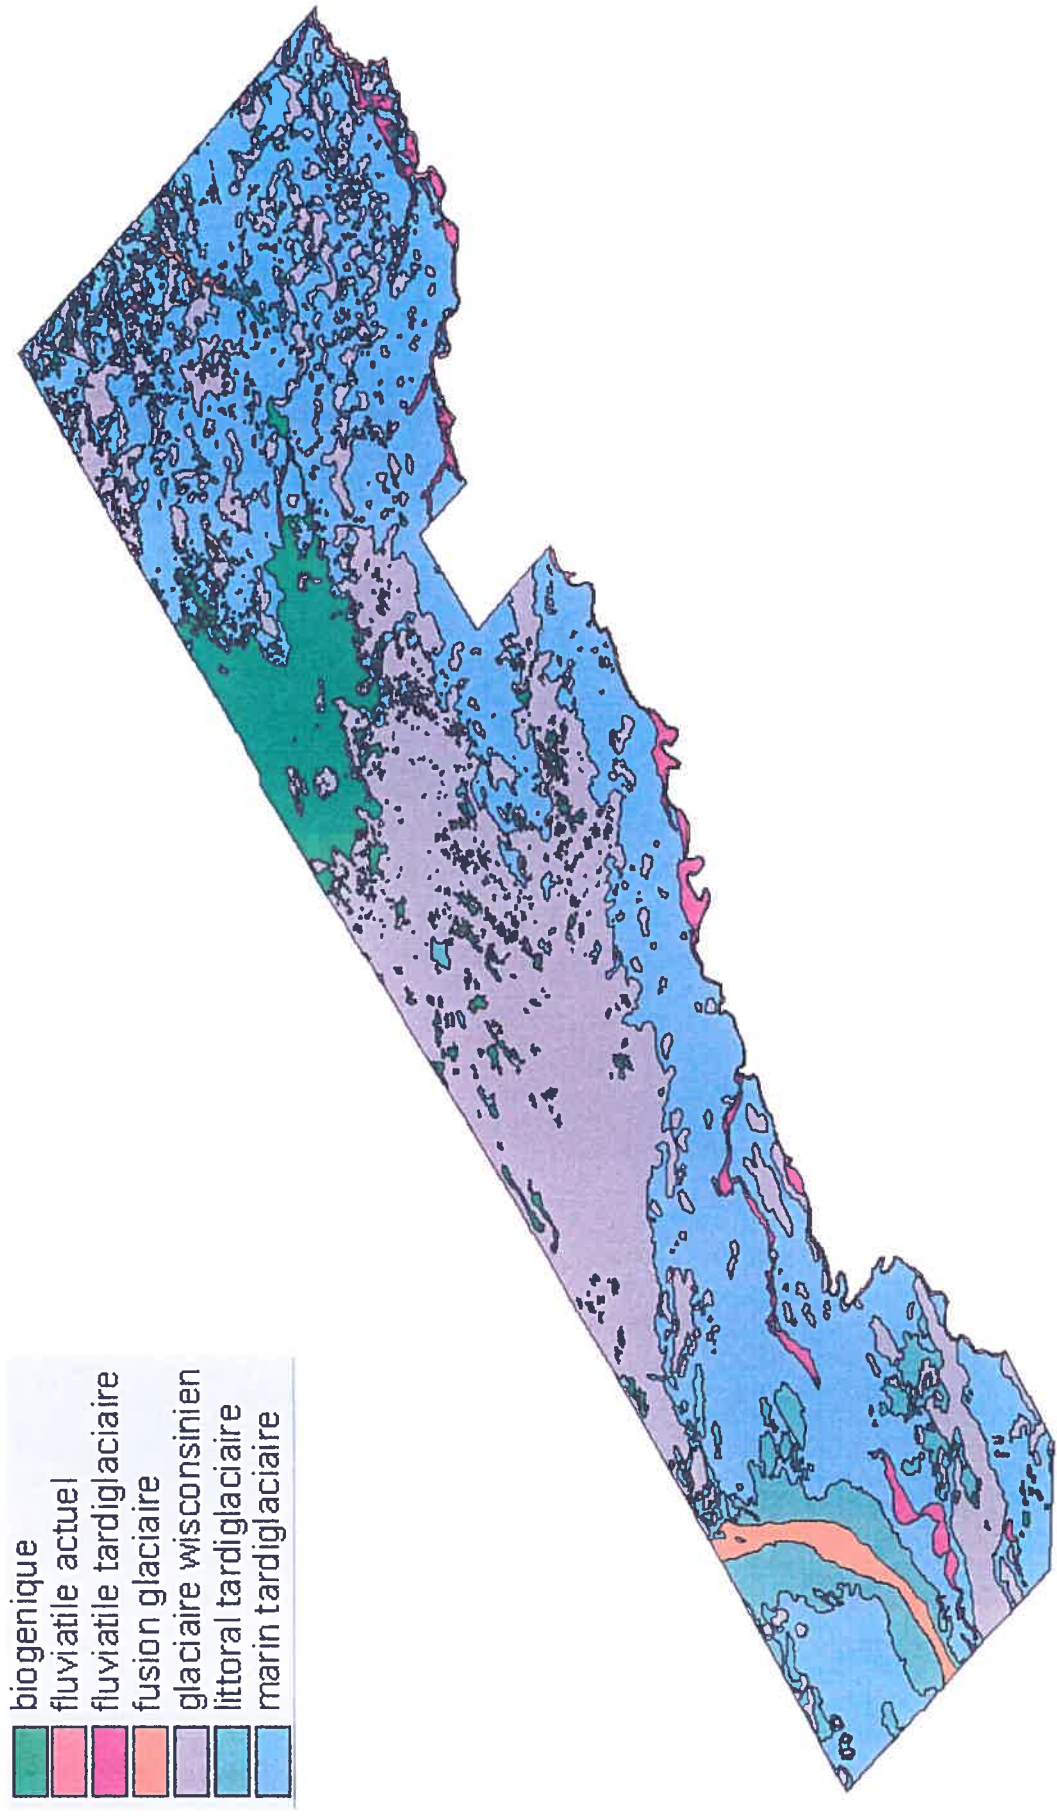 biogenique
fluviatile actuel
fluviatile tardiglaciaire
fusion glaciaire
glaciaire wisconsinien
littoral tardiglaciaire
marin tardiglaciaire